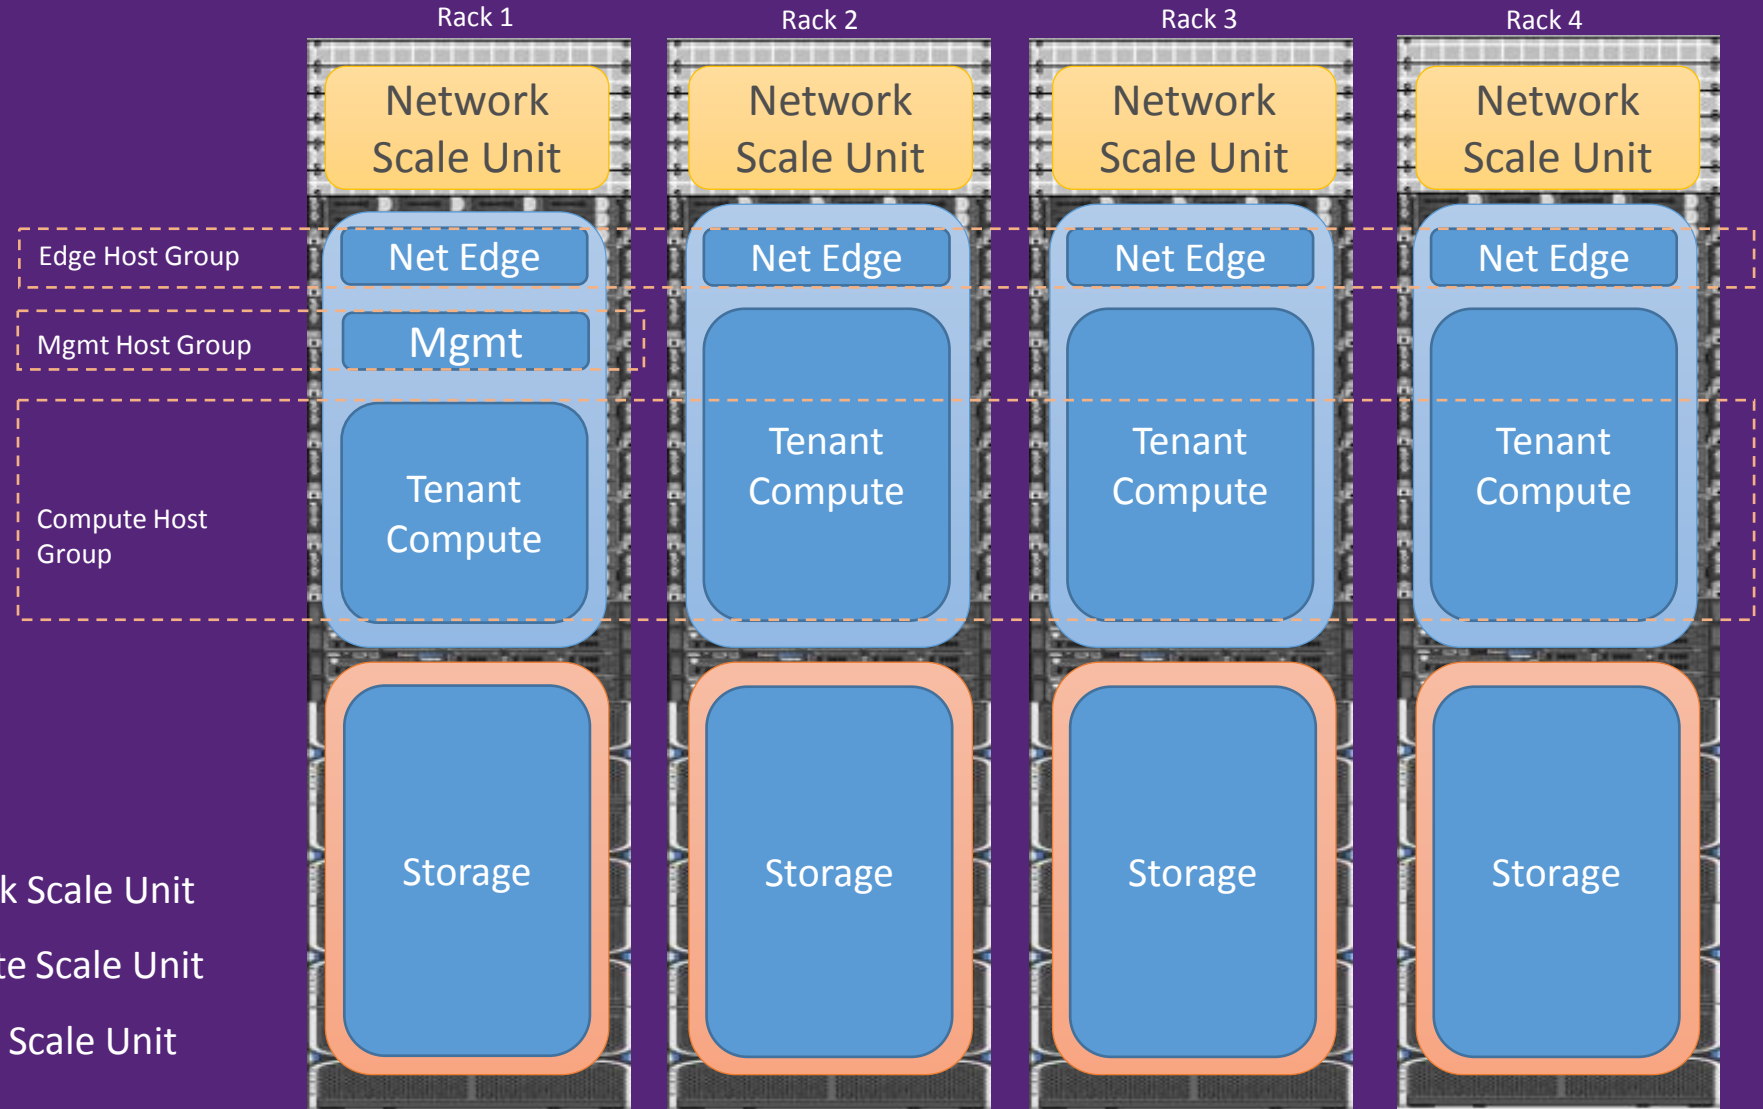 Rack 1
Rack 2
Rack 3
Rack 4
Network
Scale Unit
Network
Scale Unit
Network
Scale Unit
Network
Scale Unit
Edge Host Group
Net Edge
Net Edge
Net Edge
Net Edge
Mgmt Host Group
Mgmt
Compute Host
Group
Tenant
Compute
Tenant
Compute
Tenant
Compute
Tenant
Compute
Storage
Storage
Storage
Storage
k Scale Unit
te Scale Unit
Scale Unit